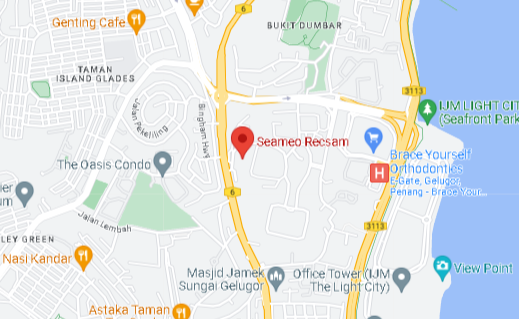 Genting Cafe
6
BUKIT DUMBAR
TAMAN
ISLAND GLADES
3113
IJM LIGHT CIT
(Seafront Park
Jalan Pekeliling
Bingham Hwy
Seameo Recsam
Brace Yourself
Orthodontics
E-Gate, Gelugor,
Penang - Brace Your...
H
The Oasis Condo
6
um
Jalan Lembah
3113
LEY GREEN
Nasi Kandar
Masjid Jamek
Sungai Gelugor
Office Tower (IJM
The Light City)
View Point
Astaka Taman